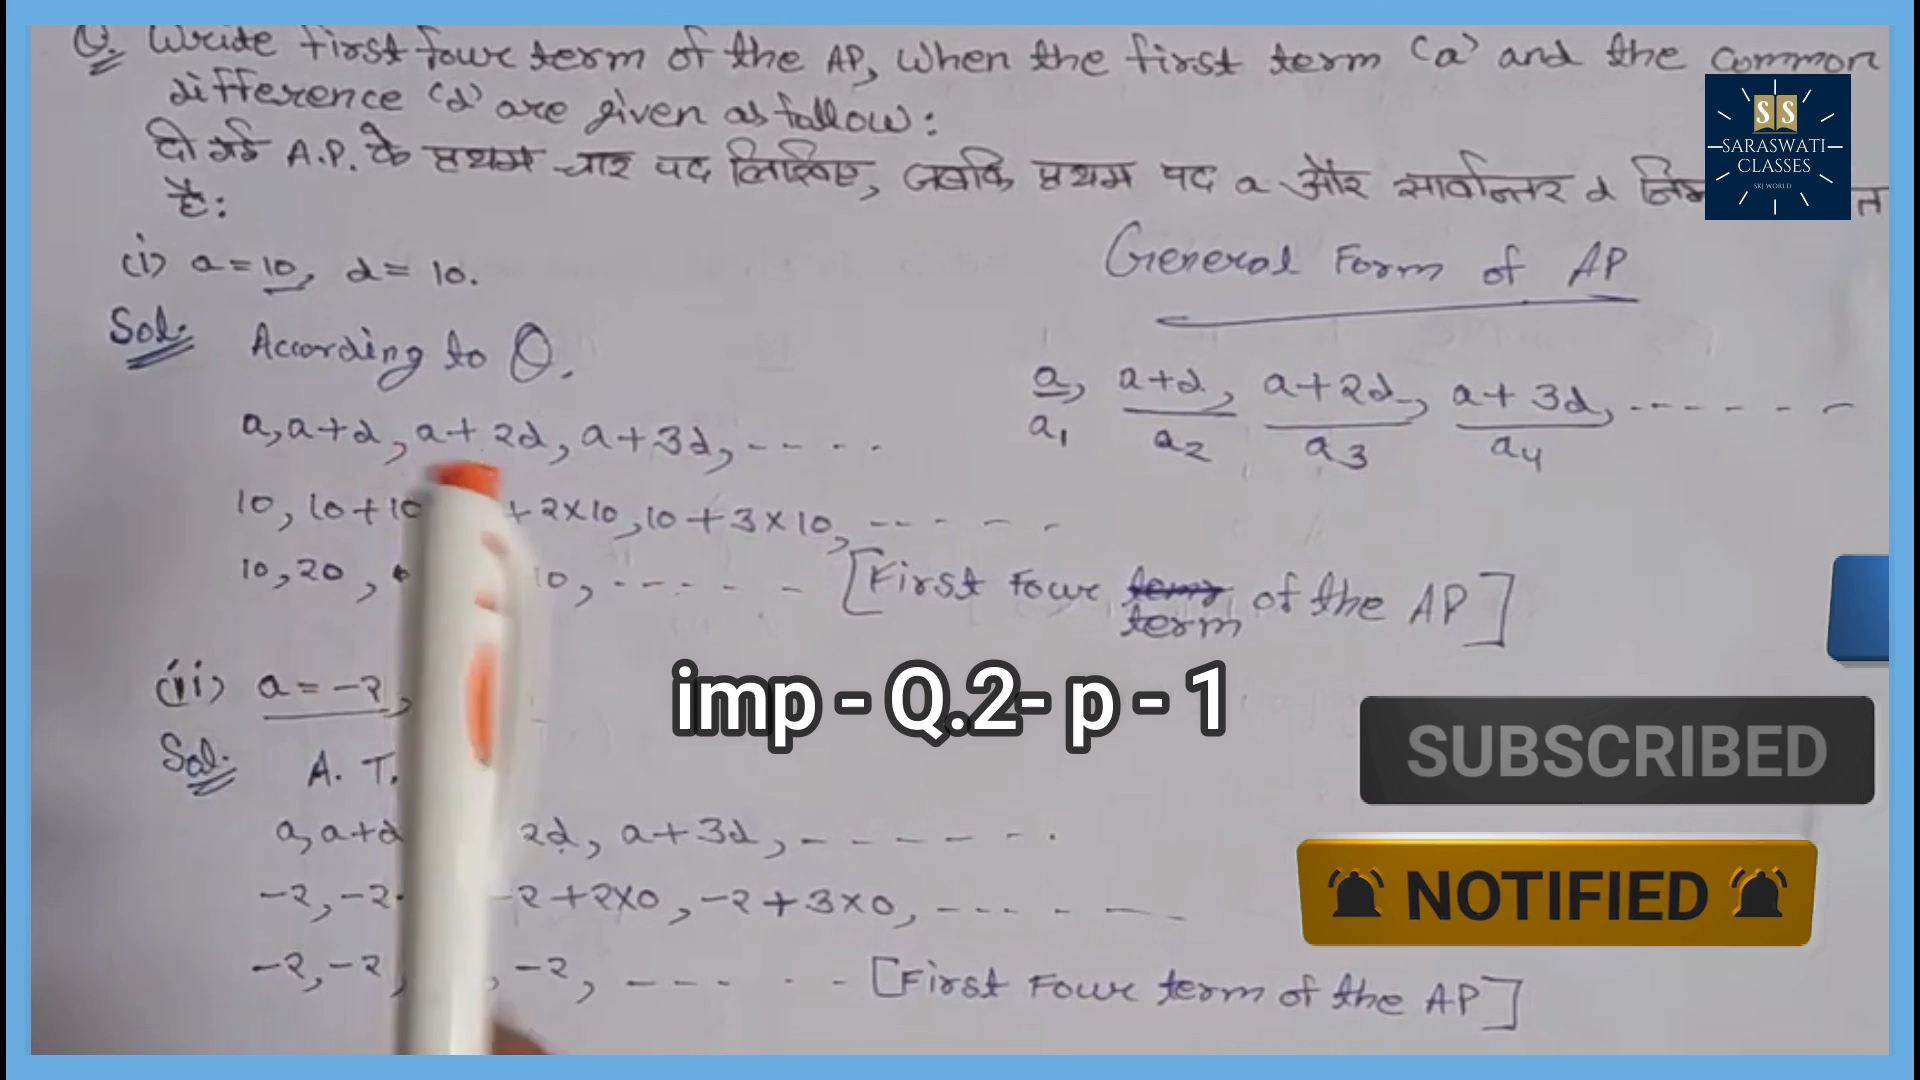 Q. Write first four term of the AP, when the first term (a) and the common
difference (d) are given as follow:
दी गई A.P. के प्रथम चार पद लिखिए, जबकि प्रथम पद a और सार्वान्तर d
है:
SS
SARASWATI
CLASSES
SKJ WORLD
(i) a = 10, d = 10.
General Form of AP
Sol. According to Q.
a, a+d, a+2d, a+3d, ------
a1 a2 a3 a4
a, a+d, a+2d, a+3d, -----
10, 10+10 +2×10, 10+3×10, -----
10, 20, 10, ------ [First Four term of the AP]
(ii) a = -2,
imp - Q.2- p - 1
SUBSCRIBED
Sol. A. T.
a, a+d 2d, a+3d, -------
-2, -2 -2+2×0, -2+3×0, ------
-2, -2, , -2, ------ [First Four term of the AP]
NOTIFIED